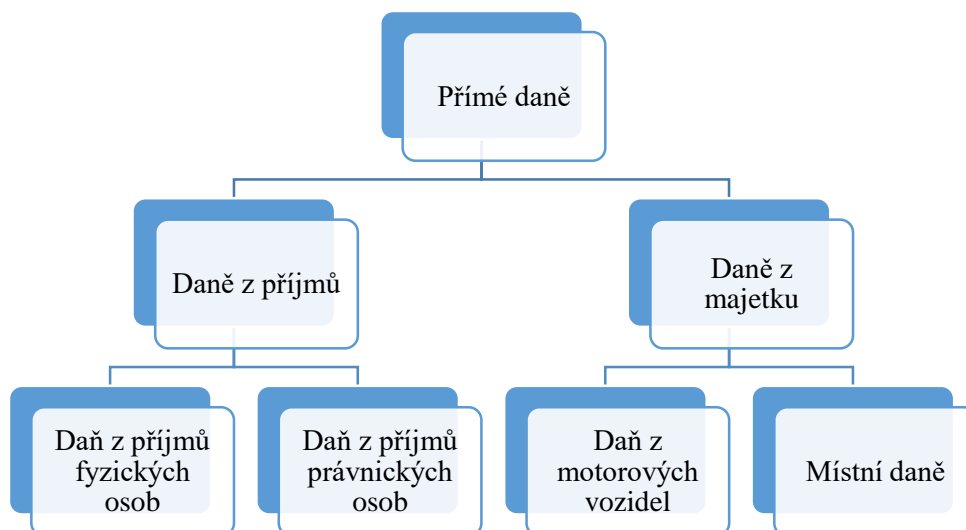 Přímé daně
Daně z příjmů
Daně z
majetku
Daň z příjmů
fyzických
osob
Daň z příjmů
právnických
osob
Daň z
motorových
vozidel
Místní daně